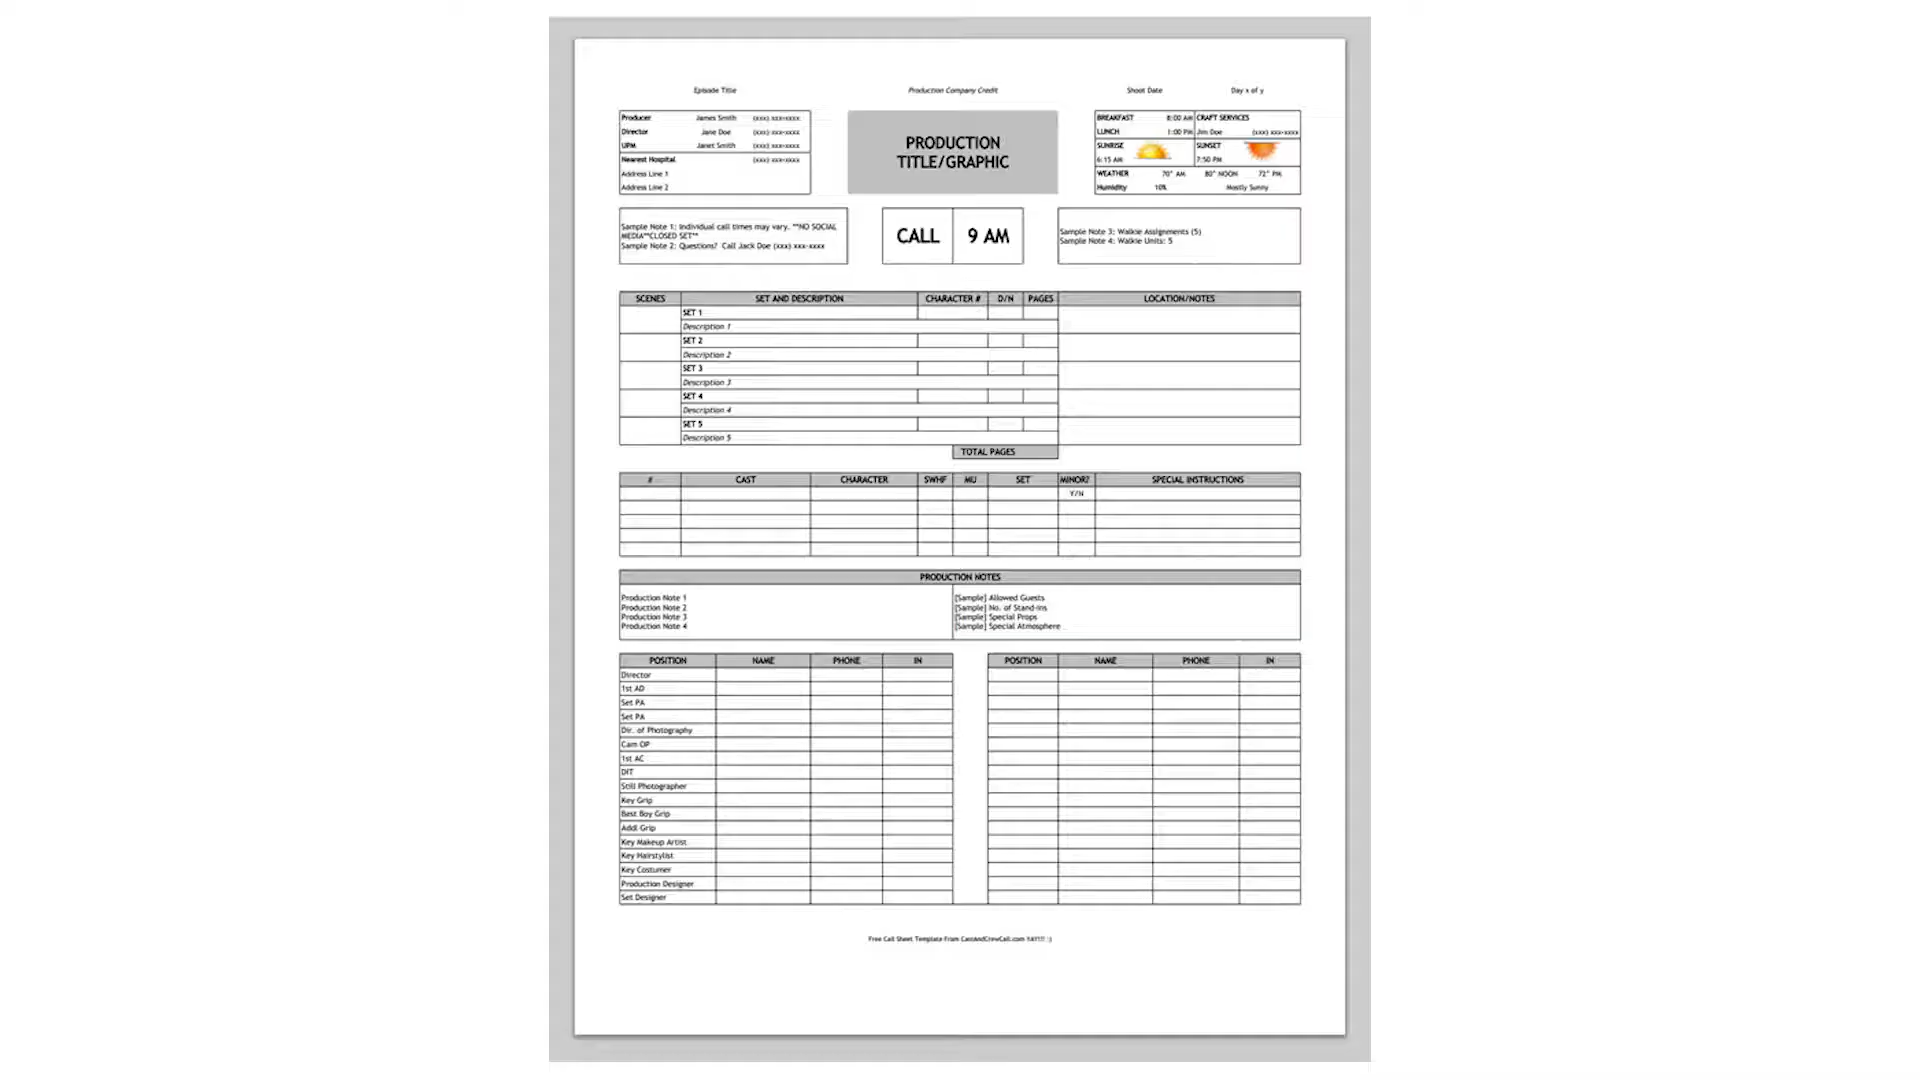 Episode Title Production Company Credit Shoot Date Day x of y
Producer James Smith (xxx) xxx-xxxx
Director Jane Doe (xxx) xxx-xxxx
UPM Janet Smith (xxx) xxx-xxxx
Nearest Hospital (xxx) xxx-xxxx
Address Line 1
Address Line 2
PRODUCTION
TITLE/GRAPHIC
BREAKFAST 8:00 AM CRAFT SERVICES
LUNCH 1:00 PM Jim Doe (xxx) xxx-xxxx
SUNRISE SUNSET
6:15 AM 7:50 PM
WEATHER 70° AM 80° NOON 72° PM
Humidity 10% Mostly Sunny
Sample Note 1: Individual call times may vary. **NO SOCIAL
MEDIA**CLOSED SET**
Sample Note 2: Questions? Call Jack Doe (xxx) xxx-xxxx
CALL 9 AM
Sample Note 3: Walkie Assignments (5)
Sample Note 4: Walkie Units: 5
SCENES SET AND DESCRIPTION CHARACTER # D/N PAGES LOCATION/NOTES
SET 1
Description 1
SET 2
Description 2
SET 3
Description 3
SET 4
Description 4
SET 5
Description 5
TOTAL PAGES
# CAST CHARACTER SWHF MU SET MINOR? SPECIAL INSTRUCTIONS
Y/N
PRODUCTION NOTES
Production Note 1
Production Note 2
Production Note 3
Production Note 4
[Sample] Allowed Guests
[Sample] No. of Stand-ins
[Sample] Special Props
[Sample] Special Atmosphere
POSITION NAME PHONE IN POSITION NAME PHONE IN
Director
1st AD
Set PA
Set PA
Dir. of Photography
Cam OP
1st AC
DIT
Still Photographer
Key Grip
Best Boy Grip
Addl Grip
Key Makeup Artist
Key Hairstylist
Key Costumer
Production Designer
Set Designer
Free Call Sheet Template From CastAndCrewCall.com :)